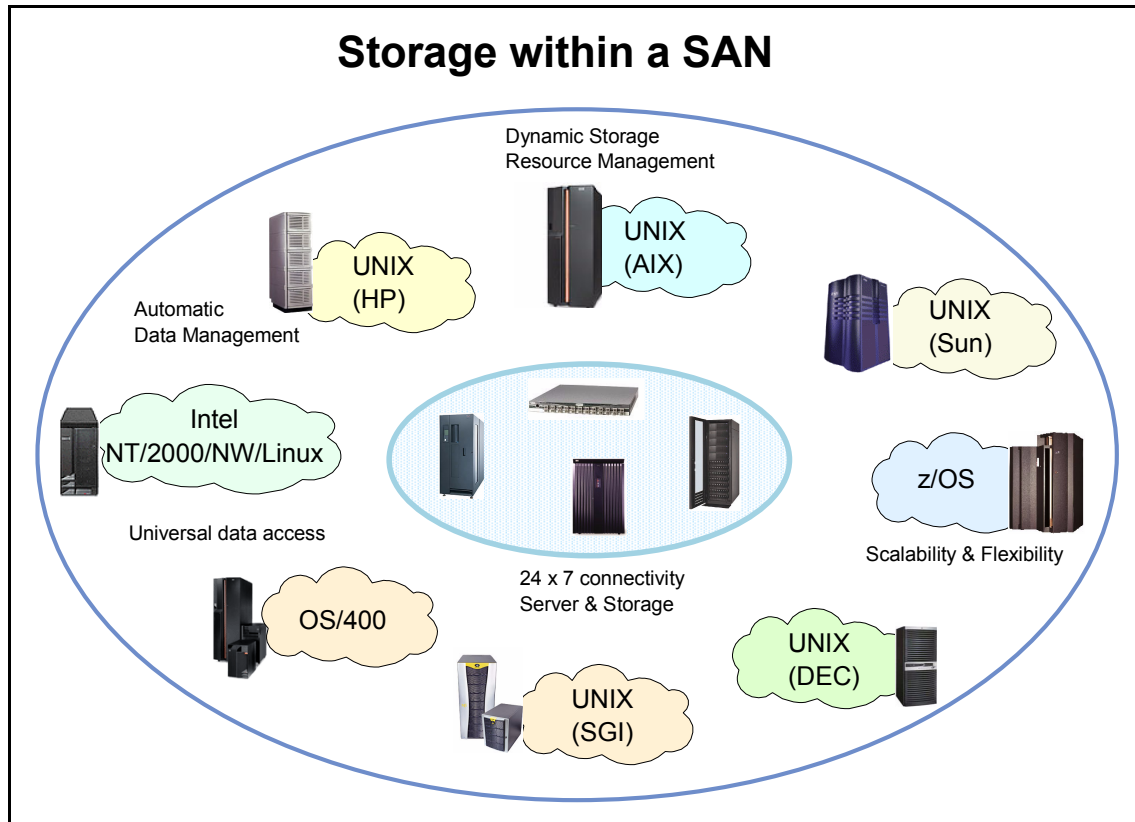 Storage within a SAN
Dynamic Storage
Resource Management
UNIX
(HP)
UNIX
(AIX)
UNIX
(Sun)
Automatic
Data Management
Intel
NT/2000/NW/Linux
z/OS
Universal data access
Scalability & Flexibility
24 x 7 connectivity
Server & Storage
OS/400
UNIX
(SGI)
UNIX
(DEC)